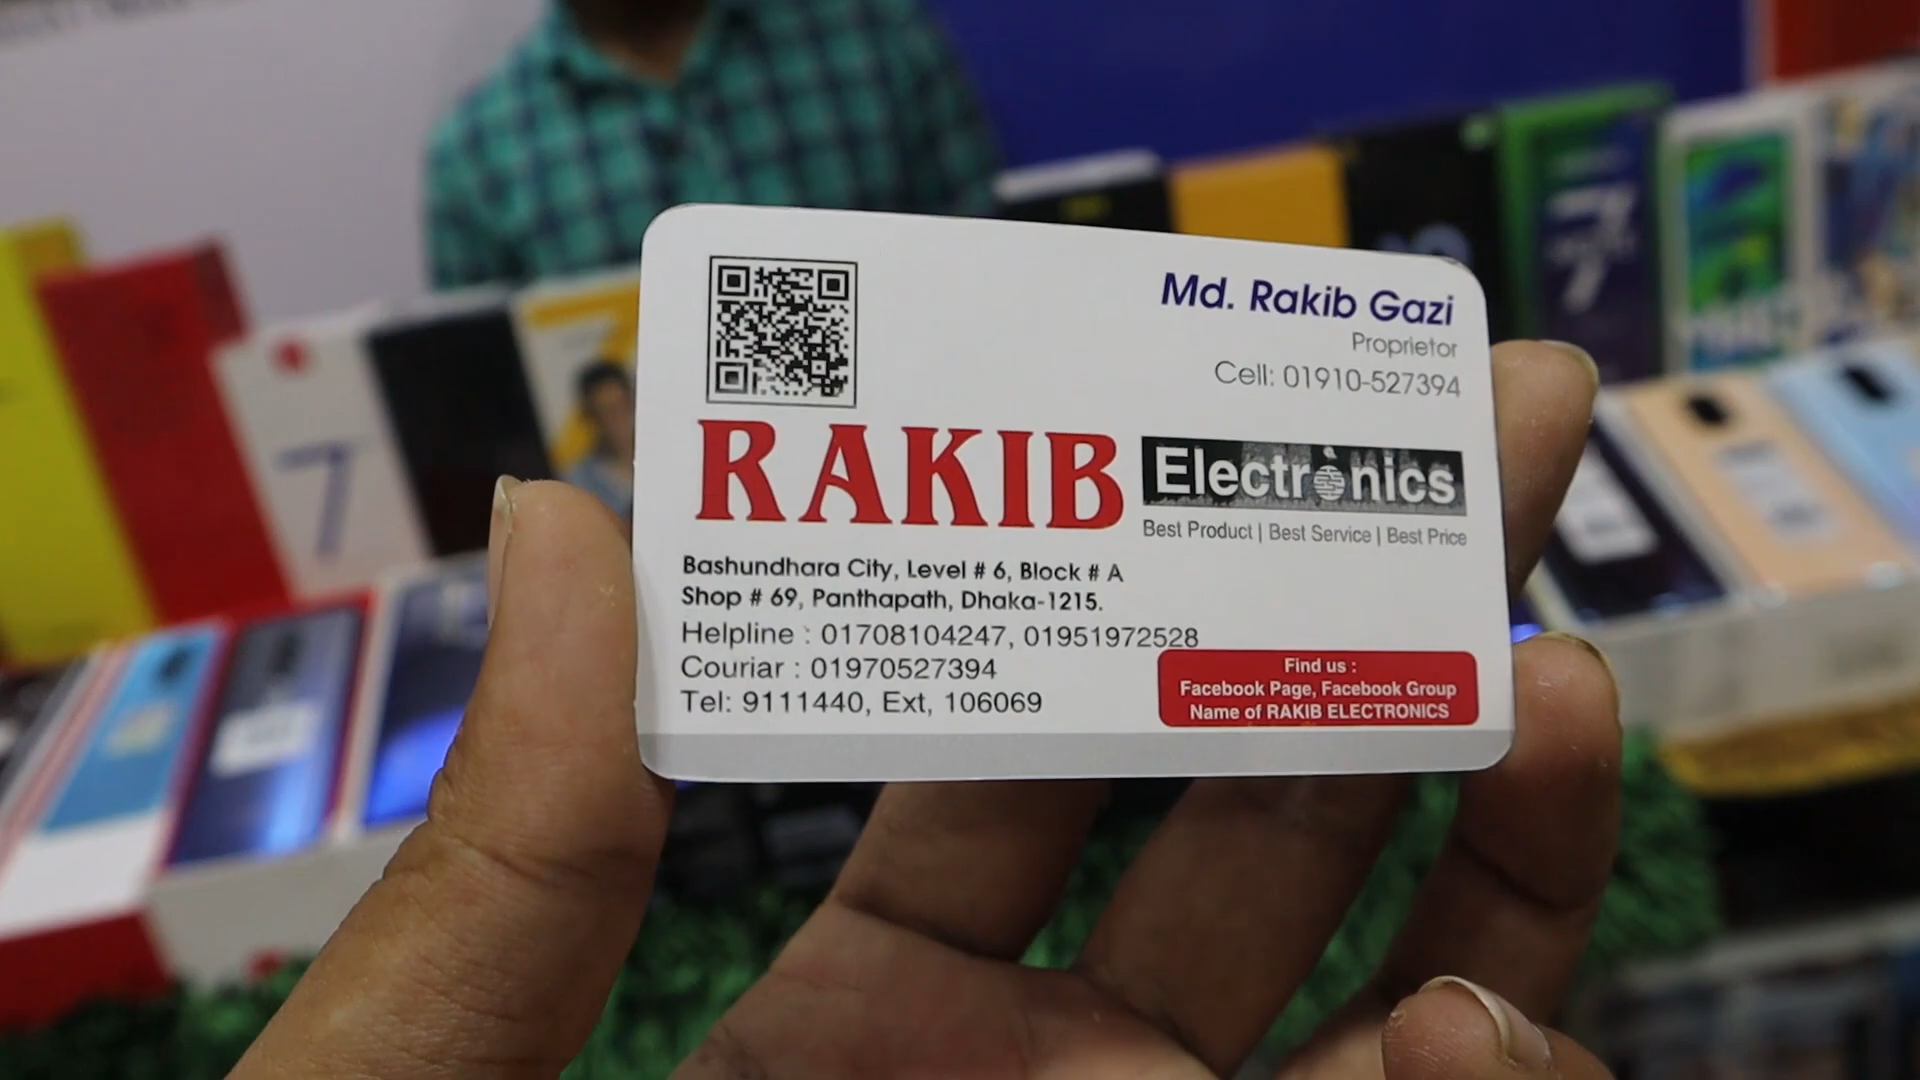 Md. Rakib Gazi
Proprietor
Cell: 01910-527394
RAKIB Electronics
Best Product | Best Service | Best Price
Bashundhara City, Level # 6, Block # A
Shop # 69, Panthapath, Dhaka-1215.
Helpline : 01708104247, 01951972528
Couriar : 01970527394
Tel: 9111440, Ext, 106069
Find us :
Facebook Page, Facebook Group
Name of RAKIB ELECTRONICS
7
7